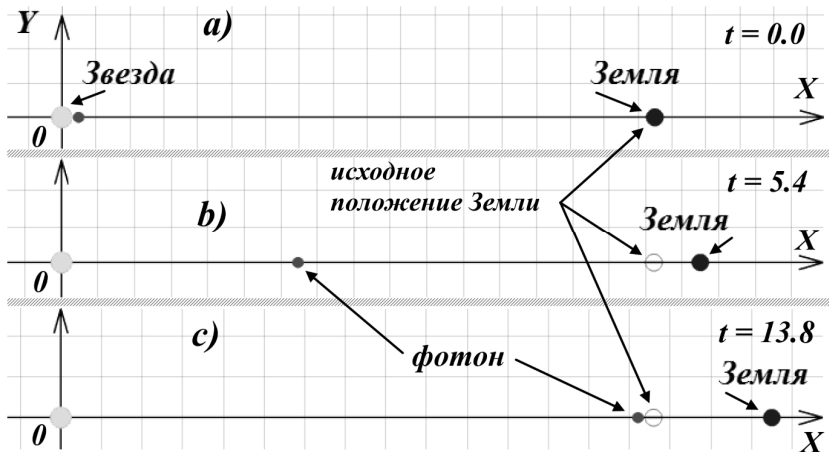 Y
a)
t = 0.0
Звезда
Земля
X
0
исходное
положение Земли
t = 5.4
b)
Земля
X
0
c)
t = 13.8
фотон
Земля
0
X